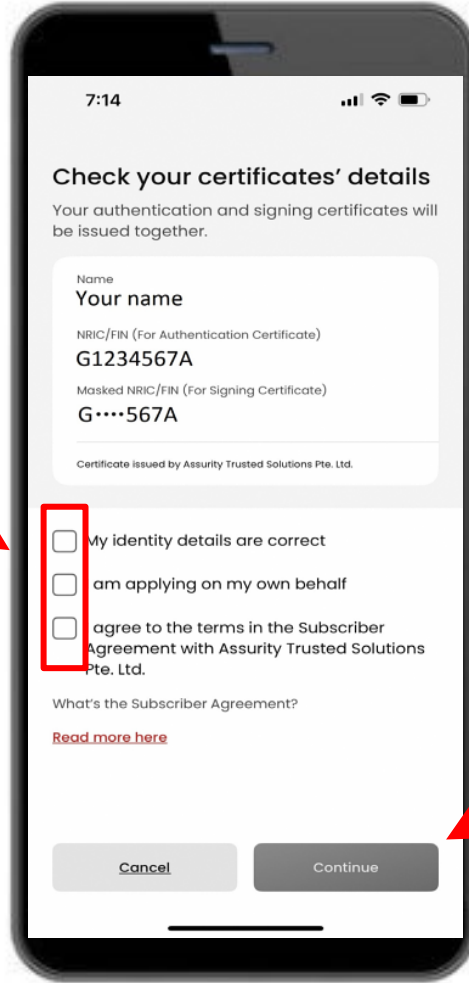 7:14
Check your certificates’ details
Your authentication and signing certificates will
be issued together.
Name
Your name
NRIC/FIN (For Authentication Certificate)
G1234567A
Masked NRIC/FIN (For Signing Certificate)
G····567A
Certificate issued by Assurity Trusted Solutions Pte. Ltd.
My identity details are correct
am applying on my own behalf
agree to the terms in the Subscriber
Agreement with Assurity Trusted Solutions
Pte. Ltd.
What's the Subscriber Agreement?
Read more here
Cancel
Continue